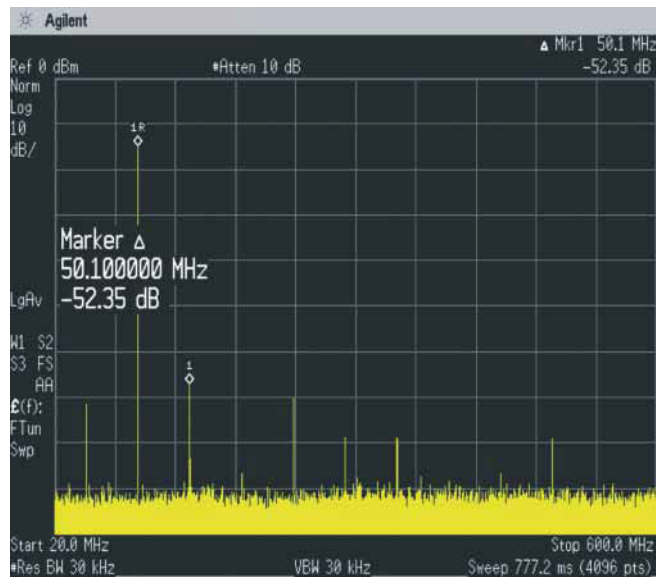 Agilent
Δ Mkr1 50.1 MHz
Ref 0 dBm #Atten 10 dB -52.35 dB
Norm
Log
10
dB/
1R
Marker Δ
50.100000 MHz
-52.35 dB
LgAv
1
W1 S2
S3 FS
AA
£(f):
FTun
Swp
Start 20.0 MHz Stop 600.0 MHz
#Res BW 30 kHz VBW 30 kHz Sweep 777.2 ms (4096 pts)